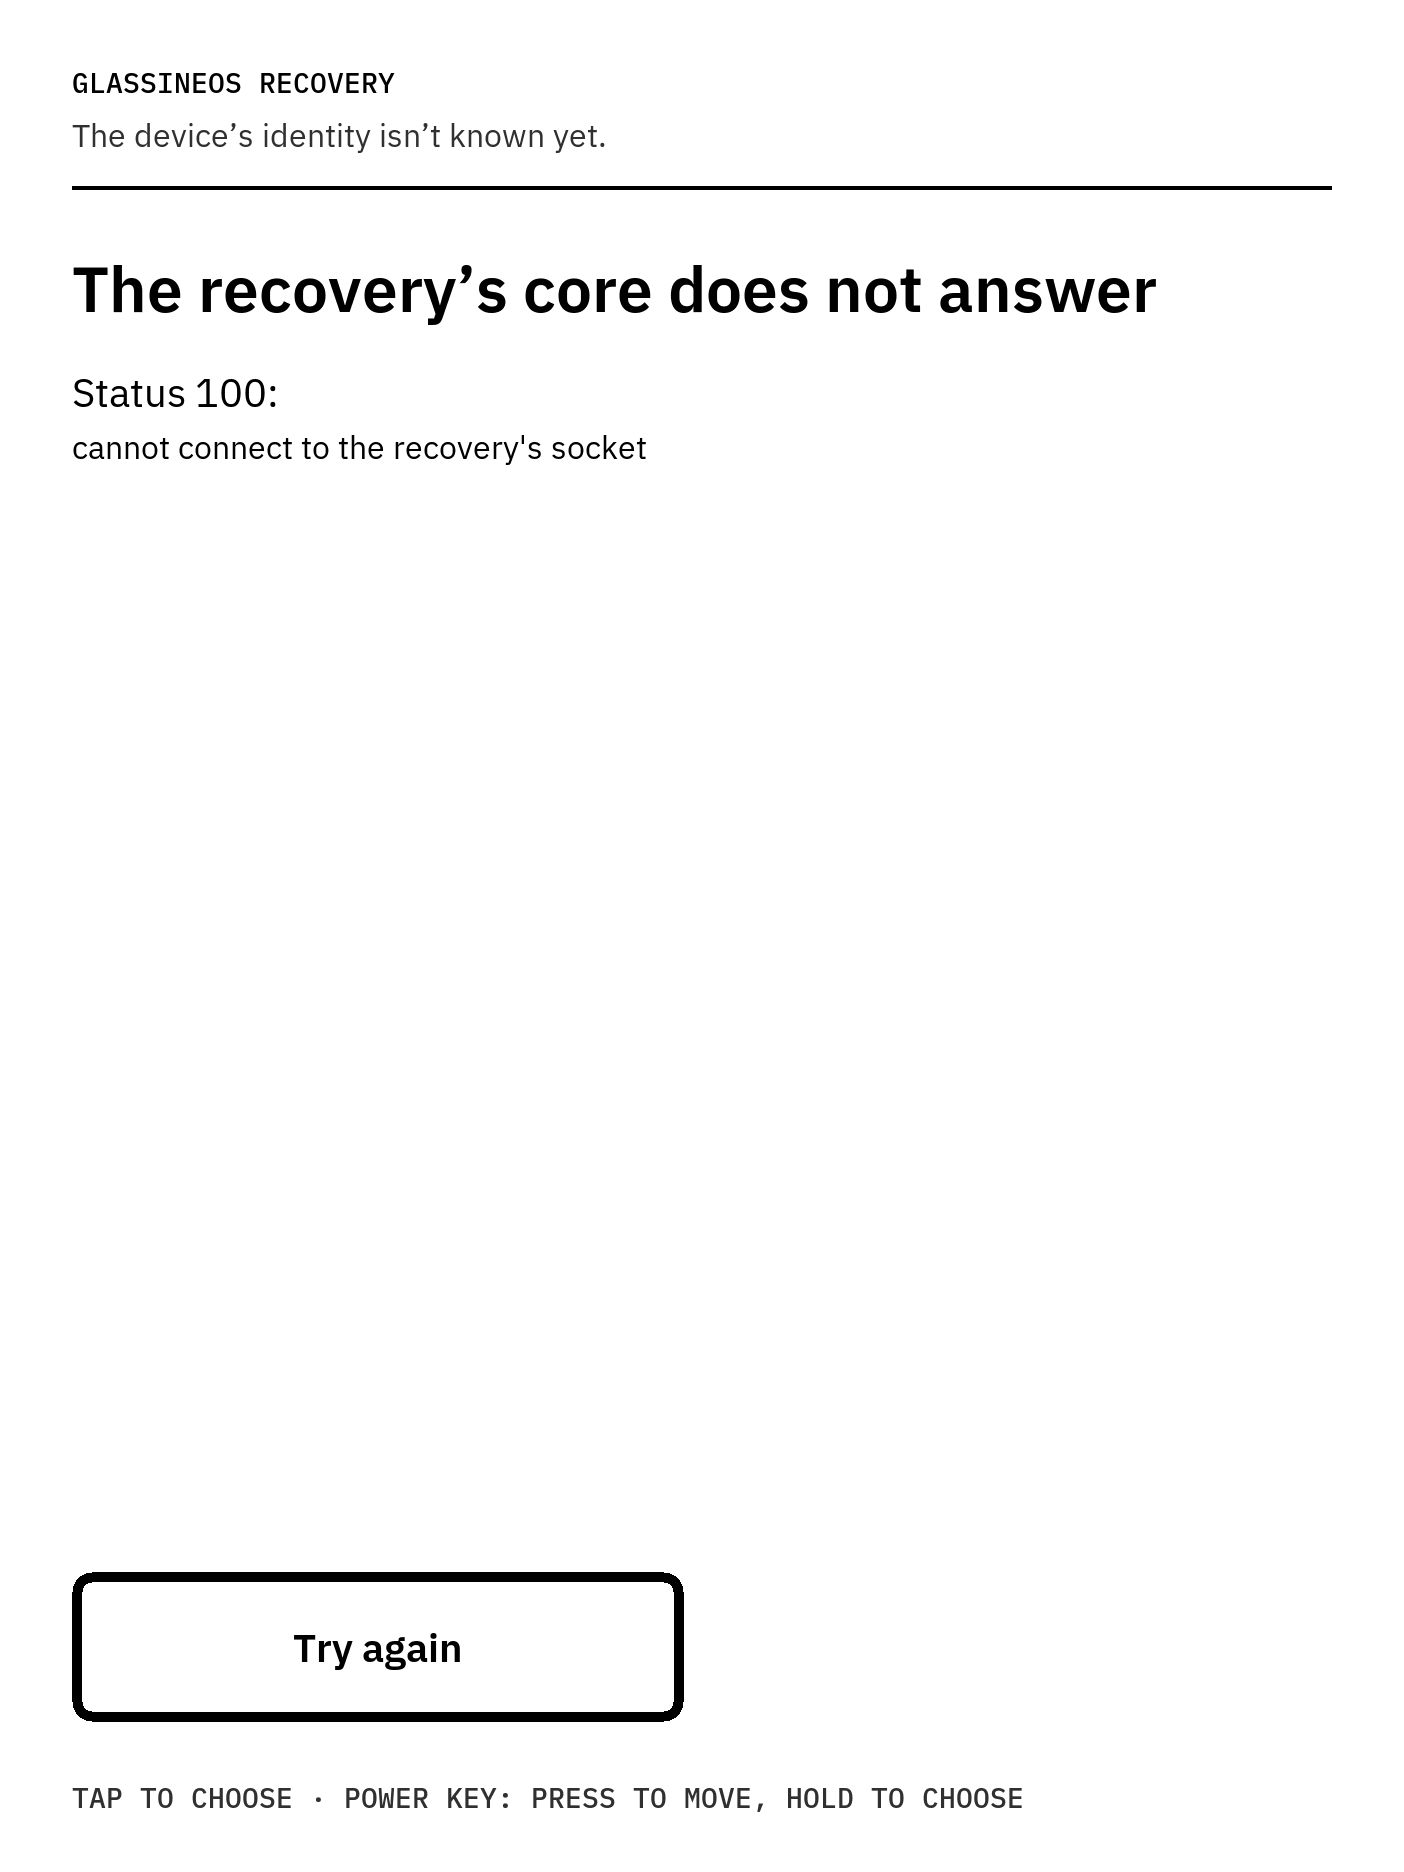 GLASSINEOS RECOVERY
The device’s identity isn’t known yet.
The recovery’s core does not answer
Status 100:
cannot connect to the recovery's socket
Try again
TAP TO CHOOSE · POWER KEY: PRESS TO MOVE, HOLD TO CHOOSE